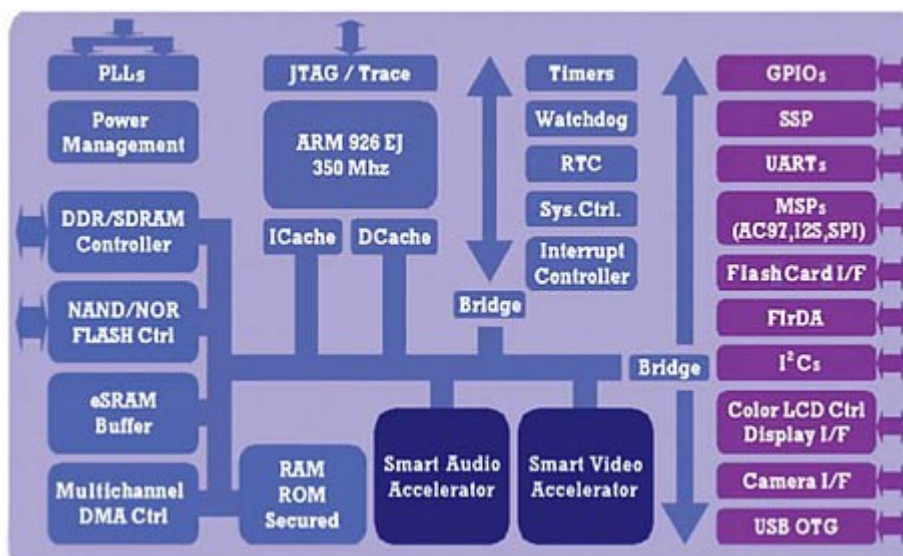 PLLs
Power
Management
DDR/SDRAM
Controller
NAND/NOR
FLASH Ctrl
eSRAM
Buffer
Multichannel
DMA Ctrl
JTAG / Trace
ARM 926 EJ
350 Mhz
ICache
DCache
RAM
ROM
Secured
Smart Audio
Accelerator
Smart Video
Accelerator
Bridge
Timers
Watchdog
RTC
Sys.Ctrl.
Interrupt
Controller
Bridge
GPIOs
SSP
UARTs
MSPs
(AC97,I2S,SPI)
FlashCard I/F
FIrDA
I²Cs
Color LCD Ctrl
Display I/F
Camera I/F
USB OTG